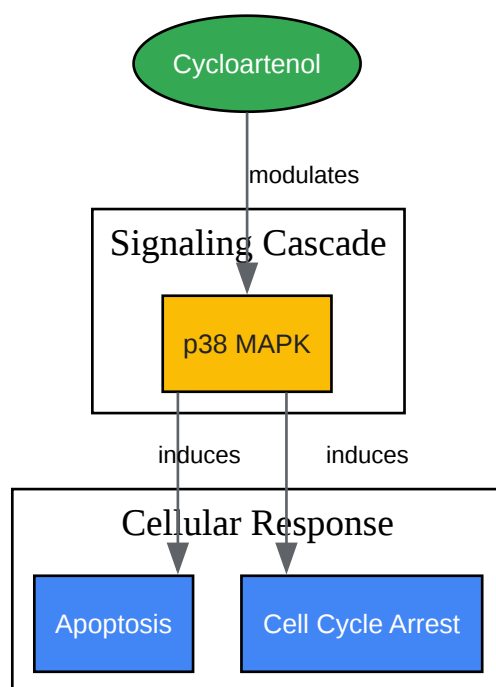 Cycloartenol
modulates
Signaling Cascade
p38 MAPK
induces
induces
Cellular Response
Apoptosis
Cell Cycle Arrest